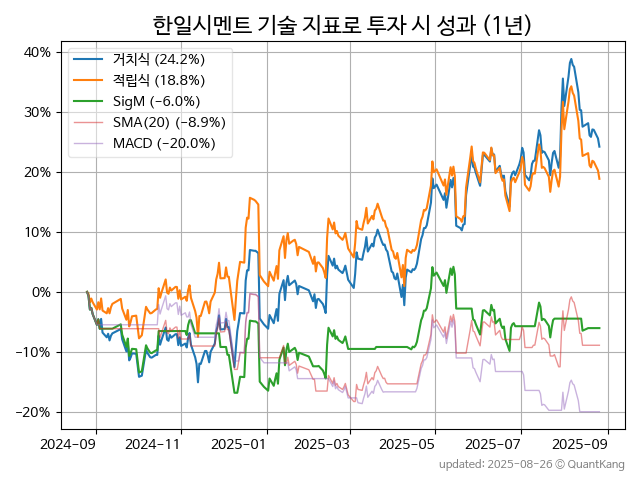 한일시멘트 기술 지표로 투자 시 성과 (1년)
거치식 (24.2%)
적립식 (18.8%)
SigM (−6.0%)
SMA(20) (−8.9%)
MACD (−20.0%)
40%
30%
20%
10%
0%
−10%
−20%
2024−09 2024−11 2025−01 2025−03 2025−05 2025−07 2025−09
updated: 2025-08-26 © QuantKang